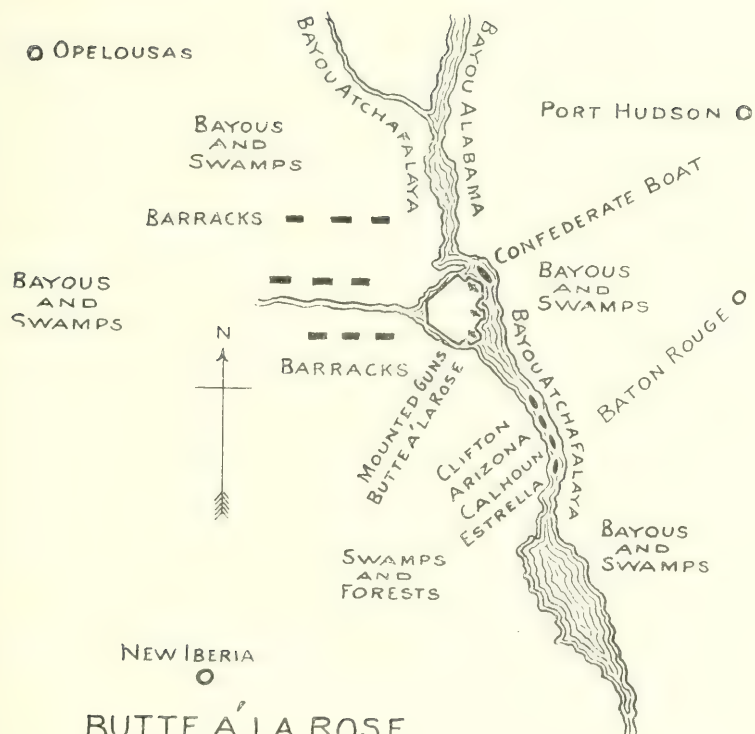 OPELOUSAS
BAYOU ATCHAFALAYA
BAYOU ALABAMA
PORT HUDSON
BAYOUS
AND
SWAMPS
BARRACKS
CONFEDERATE BOAT
BAYOUS
AND
SWAMPS
BAYOUS
AND
SWAMPS
N
BARRACKS
MOUNTED GUNS
BUTTE Á LA ROSE
BAYOU ATCHAFALAYA
BATON ROUGE
CLIFTON
ARIZONA
CALHOUN
ESTRELLA
SWAMPS
AND
FORESTS
BAYOUS
AND
SWAMPS
NEW IBERIA
BUTTE Á LA ROSE